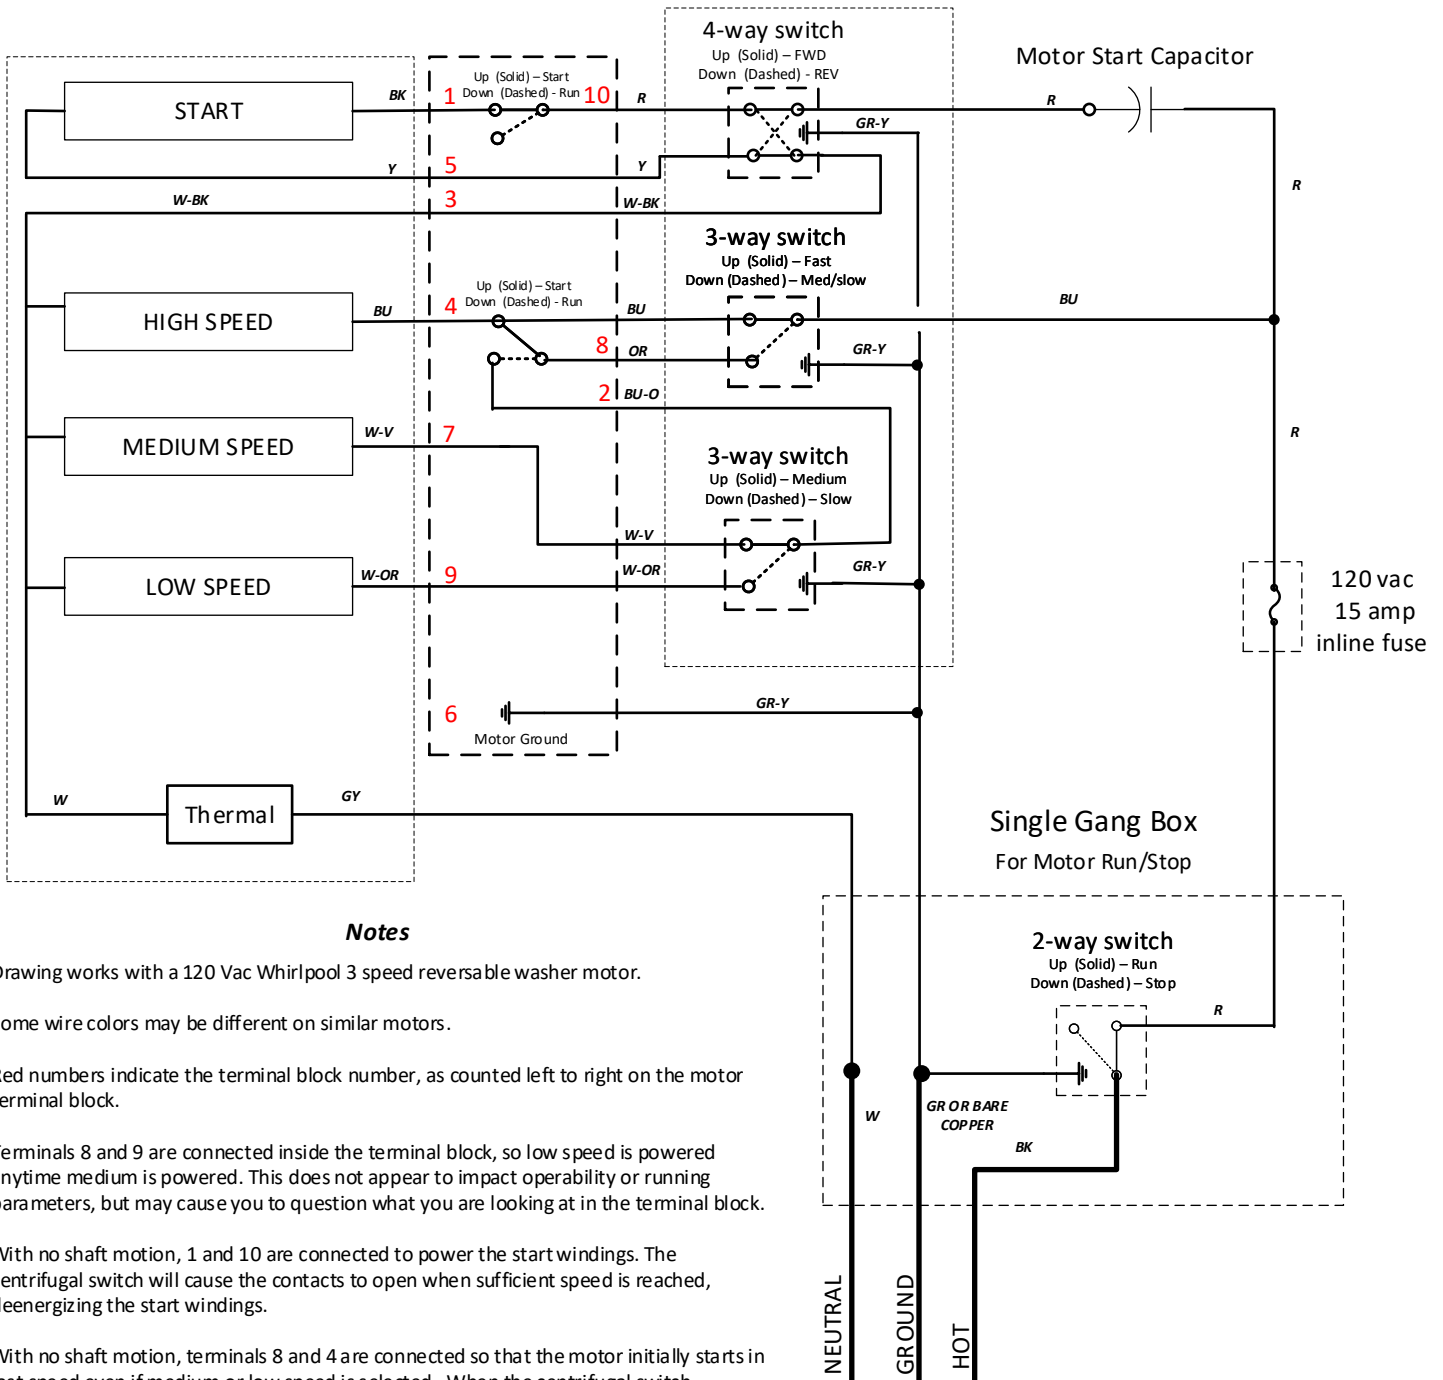 4-way switch
Up (Solid) – FWD
Down (Dashed) - REV
Motor Start Capacitor
Up (Solid) – Start
Down (Dashed) - Run
START
BK
1
10
R
R
GR-Y
Y
5
Y
W-BK
3
W-BK
R
3-way switch
Up (Solid) – Fast
Down (Dashed) – Med/slow
Up (Solid) – Start
Down (Dashed) - Run
HIGH SPEED
BU
4
BU
BU
8
OR
GR-Y
2
BU-O
MEDIUM SPEED
W-V
7
R
3-way switch
Up (Solid) – Medium
Down (Dashed) – Slow
W-V
LOW SPEED
W-OR
9
W-OR
GR-Y
120 vac
15 amp
inline fuse
6
GR-Y
Motor Ground
W
Thermal
GY
Single Gang Box
For Motor Run/Stop
2-way switch
Up (Solid) – Run
Down (Dashed) – Stop
R
W
GR OR BARE
COPPER
BK
NEUTRAL
GROUND
HOT
Notes
works with a 120 Vac Whirlpool 3 speed reversable washer motor.
wire colors may be different on similar motors.
numbers indicate the terminal block number, as counted left to right on the motor
block.
8 and 9 are connected inside the terminal block, so low speed is powered
medium is powered. This does not appear to impact operability or running
but may cause you to question what you are looking at in the terminal block.
no shaft motion, 1 and 10 are connected to power the start windings. The
switch will cause the contacts to open when sufficient speed is reached,
the start windings.
no shaft motion, terminals 8 and 4 are connected so that the motor initially starts in